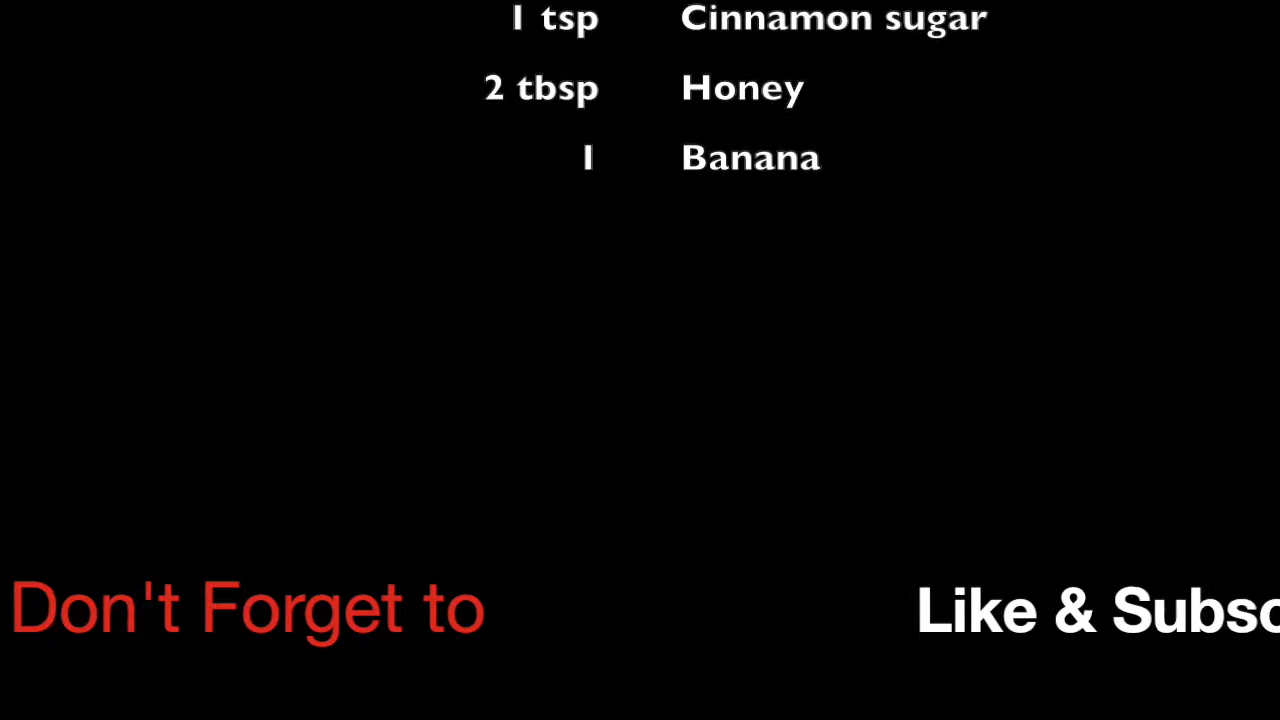 1 tsp Cinnamon sugar
2 tbsp Honey
1 Banana
Don't Forget to Like & Subsc